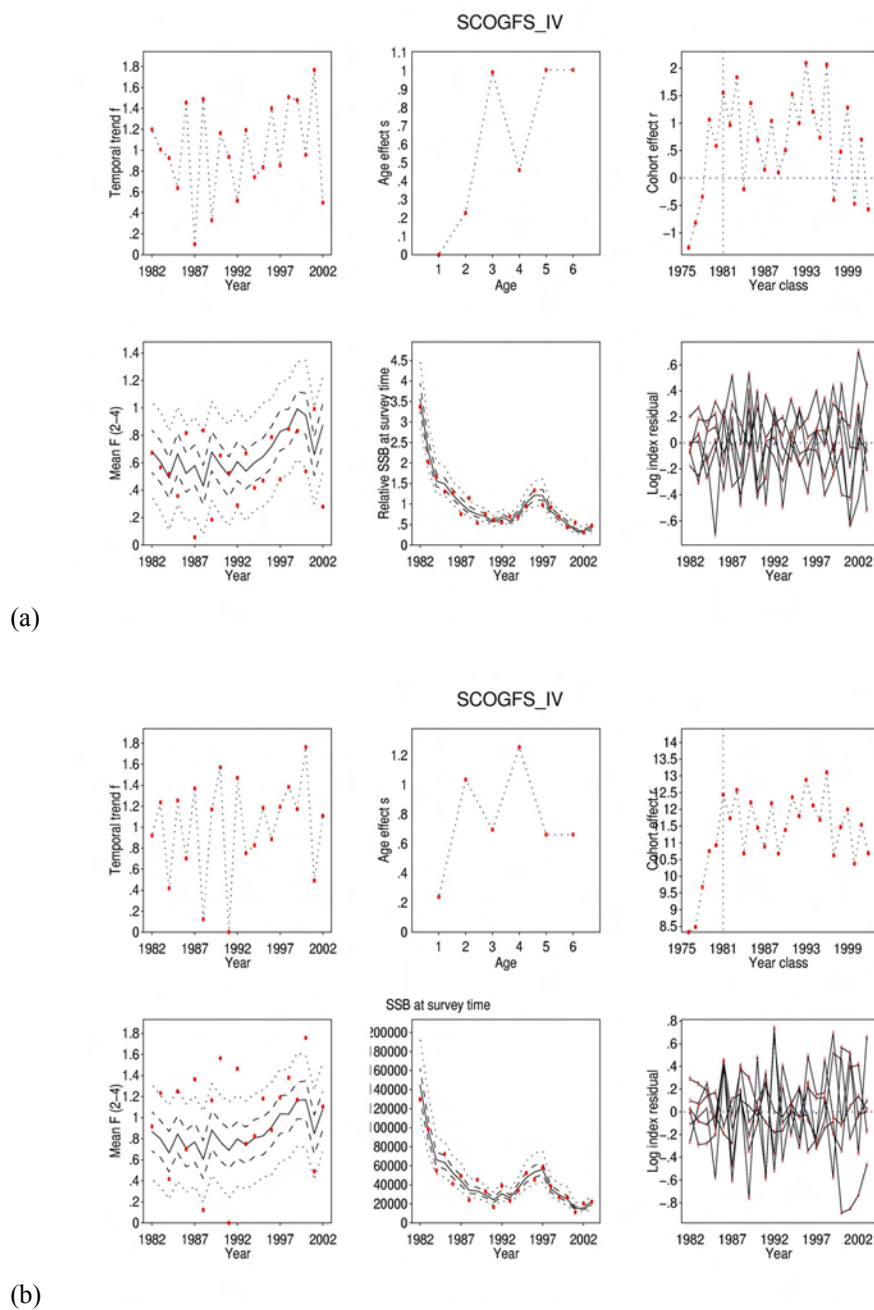 SCOGFS_IV
Temporal trend f
1.8
1.6
1.4
1.2
1
.8
.6
.4
.2
0
1982 1987 1992 1997 2002
Year
Age effect s
1.1
1
.9
.8
.7
.6
.5
.4
.3
.2
.1
0
1 2 3 4 5 6
Age
Cohort effect r
2
1.5
1
.5
0
-.5
-1
1975 1981 1987 1993 1999
Year class
Mean F (2-4)
1.4
1.2
1
.8
.6
.4
.2
0
1982 1987 1992 1997 2002
Year
Relative SSB at survey time
4.5
4
3.5
3
2.5
2
1.5
1
.5
0
1982 1987 1992 1997 2002
Year
Log index residual
.6
.4
.2
0
-.2
-.4
-.6
1982 1987 1992 1997 2002
Year
(a)
SCOGFS_IV
Temporal trend f
1.8
1.6
1.4
1.2
1
.8
.6
.4
.2
0
1982 1987 1992 1997 2002
Year
Age effect s
1.2
1
.8
.6
.4
.2
0
1 2 3 4 5 6
Age
Cohort effect r
14
13.5
13
12.5
12
11.5
11
10.5
10
9.5
9
8.5
1975 1981 1987 1993 1999
Year class
Mean F (2-4)
1.8
1.6
1.4
1.2
1
.8
.6
.4
.2
0
1982 1987 1992 1997 2002
Year
SSB at survey time
200000
180000
160000
140000
120000
100000
80000
60000
40000
20000
0
1982 1987 1992 1997 2002
Year
Log index residual
.8
.6
.4
.2
0
-.2
-.4
-.6
-.8
1982 1987 1992 1997 2002
Year
(b)